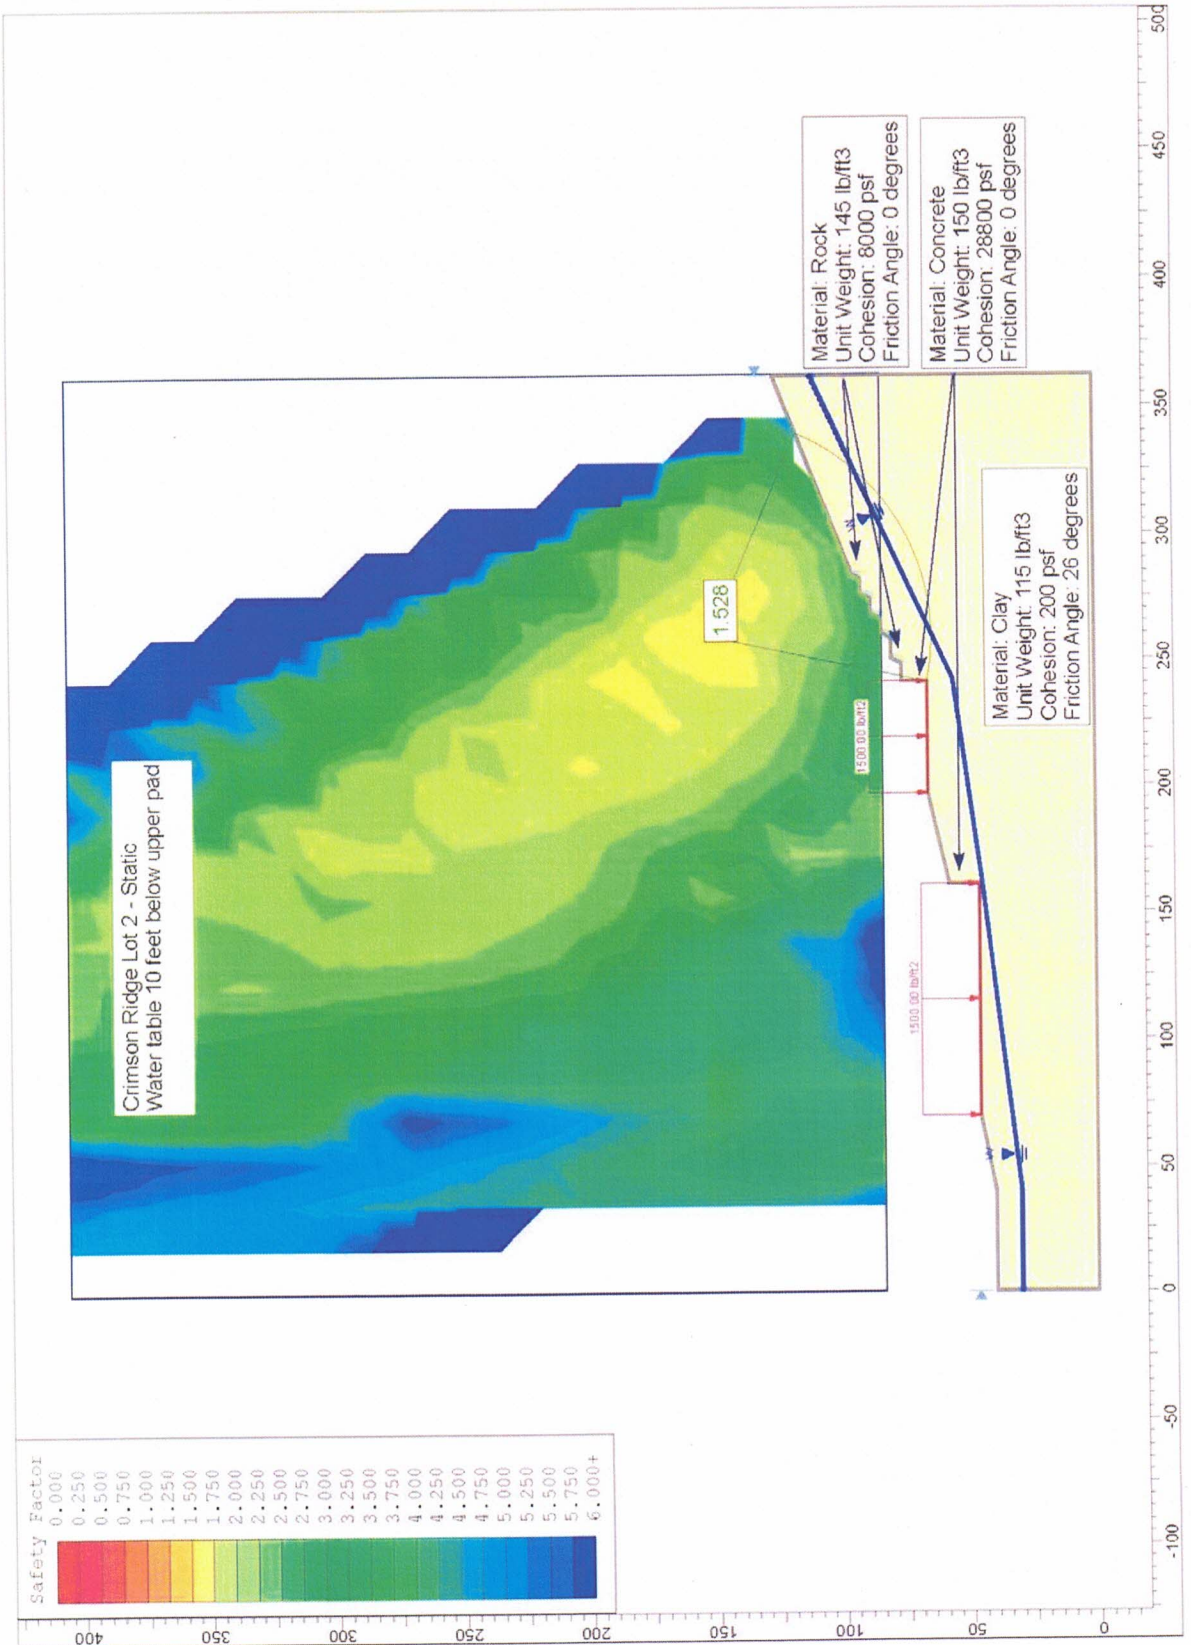 Safety Factor
0.000
0.250
0.500
0.750
1.000
1.250
1.500
1.750
2.000
2.250
2.500
2.750
3.000
3.250
3.500
3.750
4.000
4.250
4.500
4.750
5.000
5.250
5.500
5.750
6.000+
Crimson Ridge Lot 2 - Static
Water table 10 feet below upper pad
1.528
1500.00 lb/ft2
1500.00 lb/ft2
Material: Rock
Unit Weight: 145 lb/ft3
Cohesion: 8000 psf
Friction Angle: 0 degrees
Material: Concrete
Unit Weight: 150 lb/ft3
Cohesion: 28800 psf
Friction Angle: 0 degrees
Material: Clay
Unit Weight: 115 lb/ft3
Cohesion: 200 psf
Friction Angle: 26 degrees
W
W
400
350
300
250
200
150
100
50
0
-100
-50
0
50
100
150
200
250
300
350
400
450
500